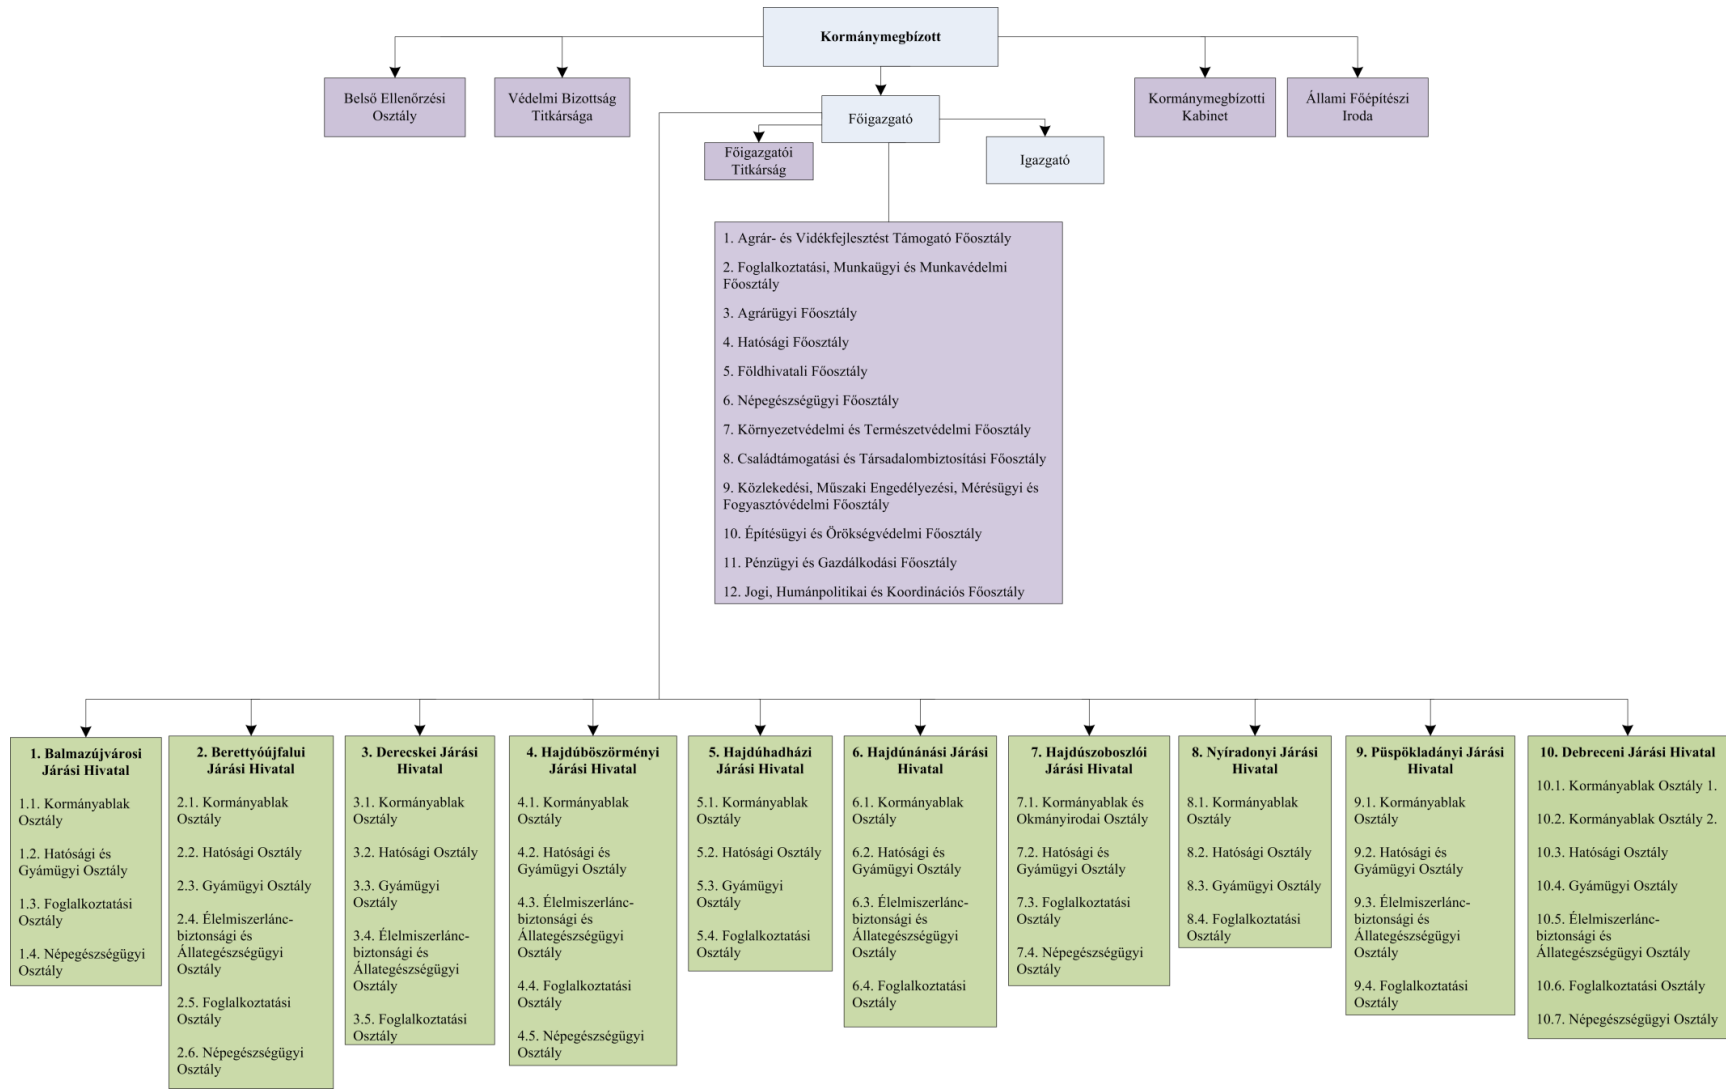 Kormánymegbízott
Belső Ellenőrzési
Osztály
Védelmi Bizottság
Titkársága
Kormánymegbízotti
Kabinet
Állami Főépítészi
Iroda
Főigazgató
Főigazgatói
Titkárság
Igazgató
1. Agrár- és Vidékfejlesztést Támogató Főosztály
2. Foglalkoztatási, Munkaügyi és Munkavédelmi
Főosztály
3. Agrárügyi Főosztály
4. Hatósági Főosztály
5. Földhivatali Főosztály
6. Népegészségügyi Főosztály
7. Környezetvédelmi és Természetvédelmi Főosztály
8. Családtámogatási és Társadalombiztosítási Főosztály
9. Közlekedési, Műszaki Engedélyezési, Mérésügyi és
Fogyasztóvédelmi Főosztály
10. Építésügyi és Örökségvédelmi Főosztály
11. Pénzügyi és Gazdálkodási Főosztály
12. Jogi, Humánpolitikai és Koordinációs Főosztály
1. Balmazújvárosi
Járási Hivatal
1.1. Kormányablak
Osztály
1.2. Hatósági és
Gyámügyi Osztály
1.3. Foglalkoztatási
Osztály
1.4. Népegészségügyi
Osztály
2. Berettyóújfalui
Járási Hivatal
2.1. Kormányablak
Osztály
2.2. Hatósági Osztály
2.3. Gyámügyi Osztály
2.4. Élelmiszerlánc-
biztonsági és
Állategészségügyi
Osztály
2.5. Foglalkoztatási
Osztály
2.6. Népegészségügyi
Osztály
3. Derecskei Járási
Hivatal
3.1. Kormányablak
Osztály
3.2. Hatósági Osztály
3.3. Gyámügyi
Osztály
3.4. Élelmiszerlánc-
biztonsági és
Állategészségügyi
Osztály
3.5. Foglalkoztatási
Osztály
4. Hajdúböszörményi
Járási Hivatal
4.1. Kormányablak
Osztály
4.2. Hatósági és
Gyámügyi Osztály
4.3. Élelmiszerlánc-
biztonsági és
Állategészségügyi
Osztály
4.4. Foglalkoztatási
Osztály
4.5. Népegészségügyi
Osztály
5. Hajdúhadházi
Járási Hivatal
5.1. Kormányablak
Osztály
5.2. Hatósági Osztály
5.3. Gyámügyi
Osztály
5.4. Foglalkoztatási
Osztály
6. Hajdúnánási Járási
Hivatal
6.1. Kormányablak
Osztály
6.2. Hatósági és
Gyámügyi Osztály
6.3. Élelmiszerlánc-
biztonsági és
Állategészségügyi
Osztály
6.4. Foglalkoztatási
Osztály
7. Hajdúszoboszlói
Járási Hivatal
7.1. Kormányablak és
Okmányirodai Osztály
7.2. Hatósági és
Gyámügyi Osztály
7.3. Foglalkoztatási
Osztály
7.4. Népegészségügyi
Osztály
8. Nyíradonyi Járási
Hivatal
8.1. Kormányablak
Osztály
8.2. Hatósági Osztály
8.3. Gyámügyi Osztály
8.4. Foglalkoztatási
Osztály
9. Püspökladányi Járási
Hivatal
9.1. Kormányablak
Osztály
9.2. Hatósági és
Gyámügyi Osztály
9.3. Élelmiszerlánc-
biztonsági és
Állategészségügyi
Osztály
9.4. Foglalkoztatási
Osztály
10. Debreceni Járási Hivatal
10.1. Kormányablak Osztály 1.
10.2. Kormányablak Osztály 2.
10.3. Hatósági Osztály
10.4. Gyámügyi Osztály
10.5. Élelmiszerlánc-
biztonsági és
Állategészségügyi Osztály
10.6. Foglalkoztatási Osztály
10.7. Népegészségügyi Osztály